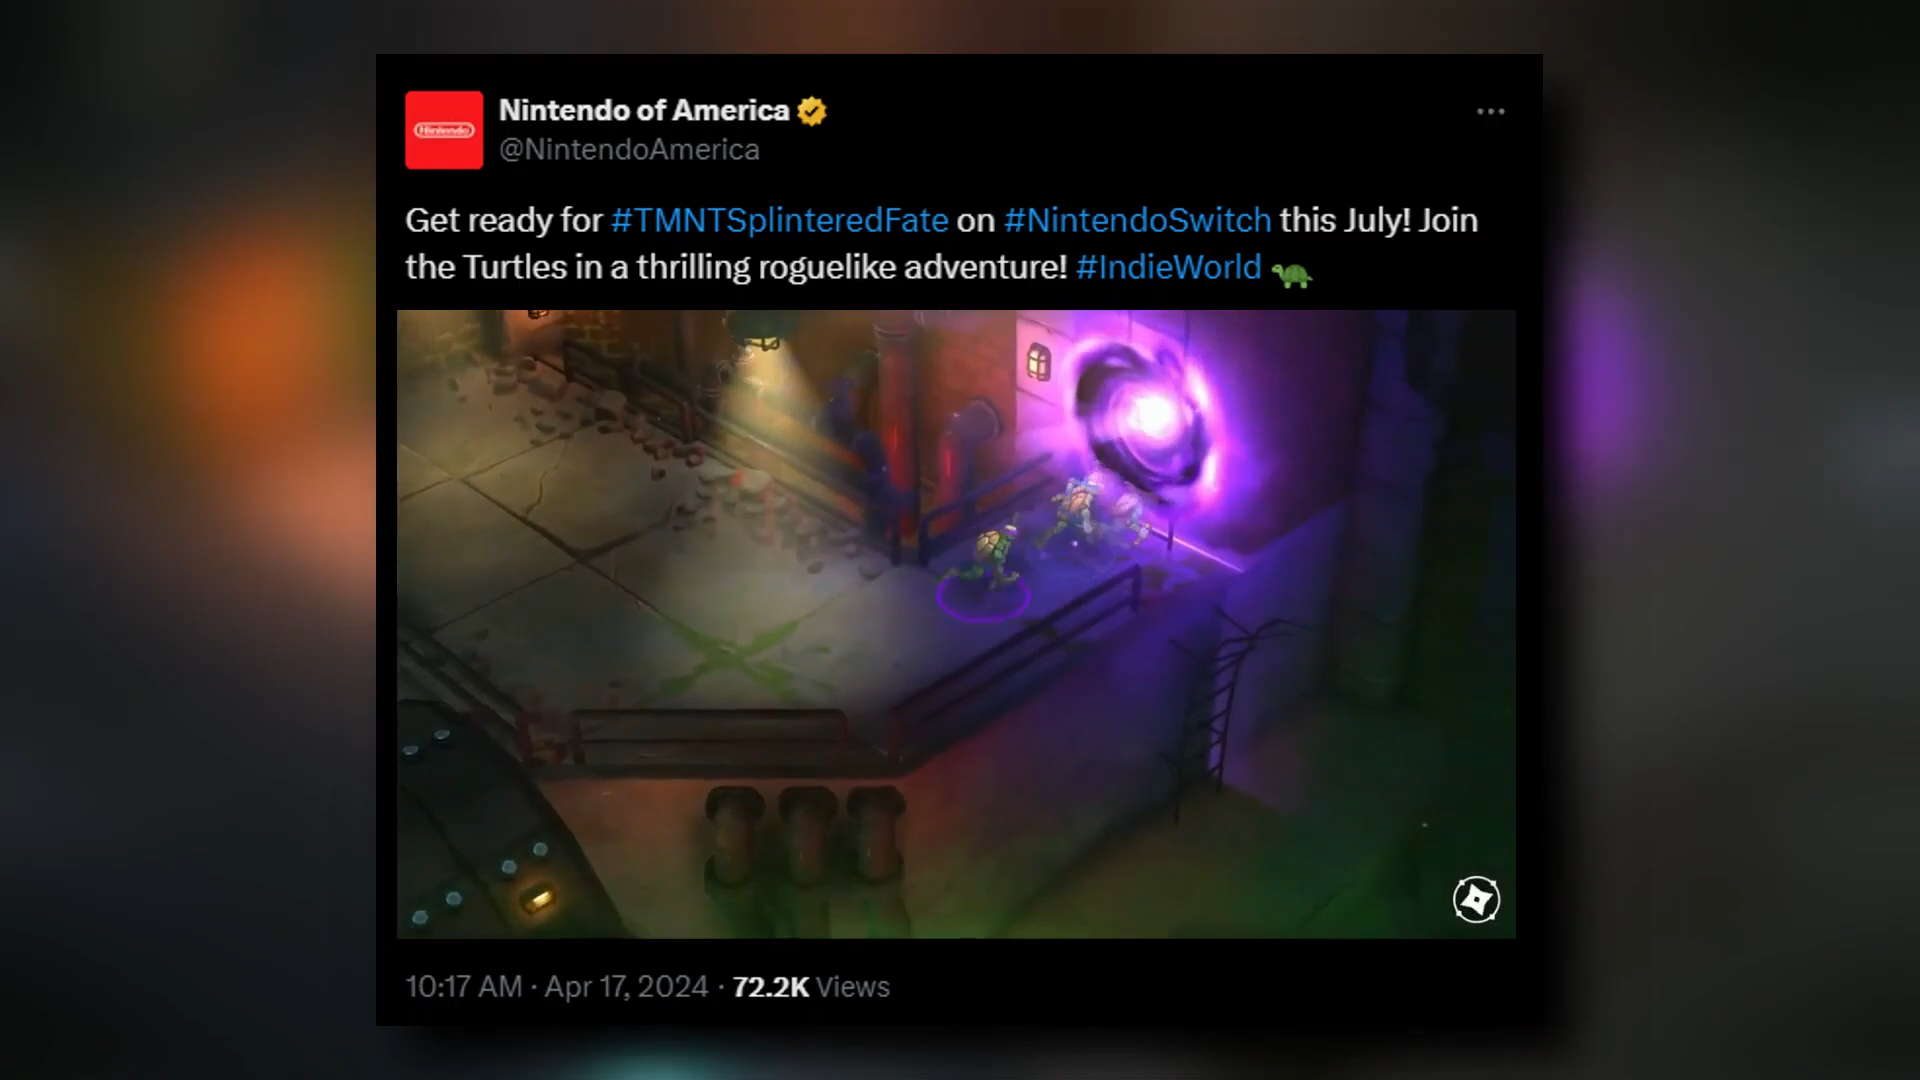 Nintendo
Nintendo of America
@NintendoAmerica
Get ready for #TMNTSplinteredFate on #NintendoSwitch this July! Join
the Turtles in a thrilling roguelike adventure! #IndieWorld
10:17 AM · Apr 17, 2024 · 72.2K Views